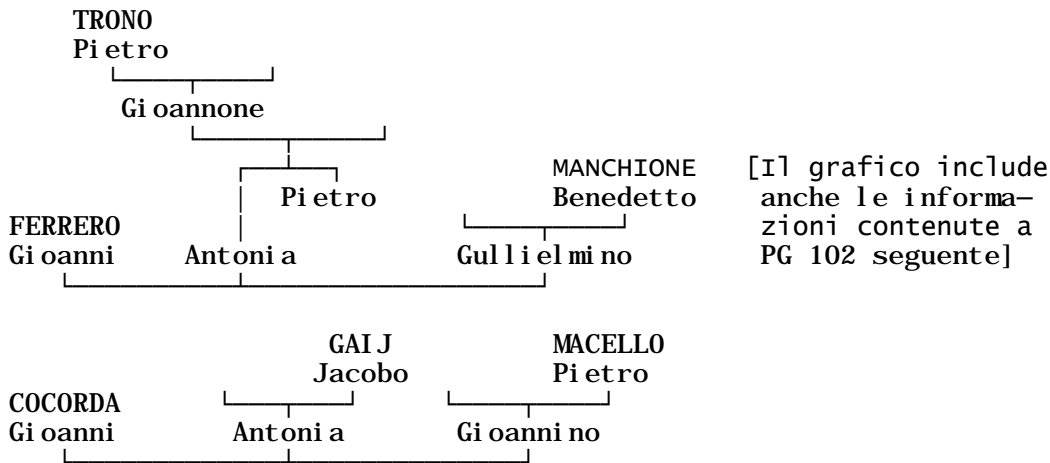 TRONO
Pietro
Gioannone
MANCHIONE [Il grafico include
Pietro Benedetto anche le informa—
FERRERO zioni contenute a
Gioanni Antonia Gullielmino PG 102 seguente]
GAIJ MACELLO
Jacobo Pietro
COCORDA
Gioanni Antonia Gioannino